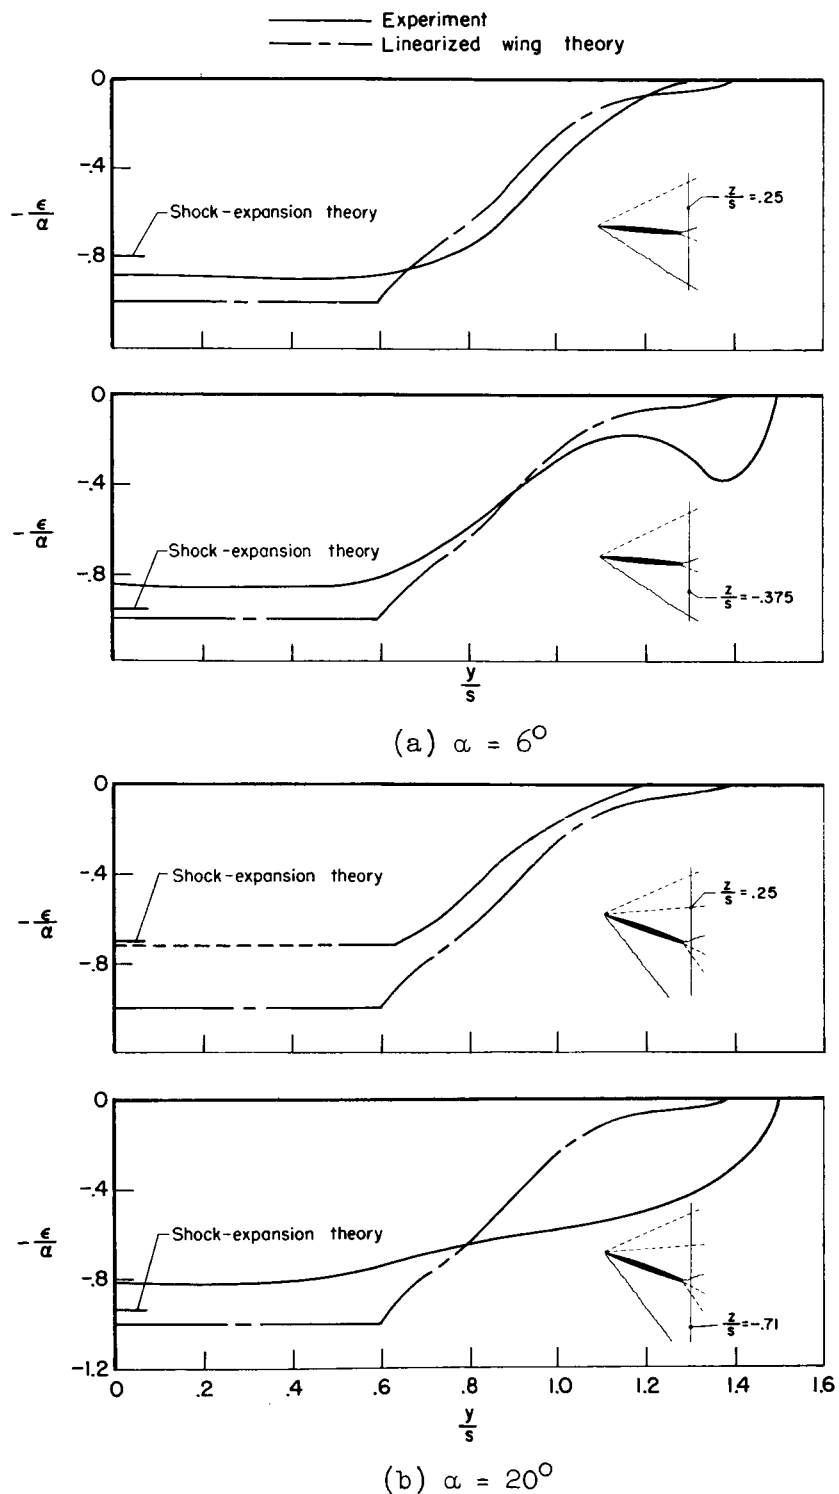 Experiment
Linearized wing theory
0
-.4
-.8
- ε/α
Shock-expansion theory
z/s = .25
0
-.4
-.8
- ε/α
Shock-expansion theory
z/s = -.375
y/s
(a) α = 6°
0
-.4
-.8
- ε/α
Shock-expansion theory
z/s = .25
0
-.4
-.8
-1.2
- ε/α
Shock-expansion theory
z/s = -.71
0 .2 .4 .6 .8 1.0 1.2 1.4 1.6
y/s
(b) α = 20°